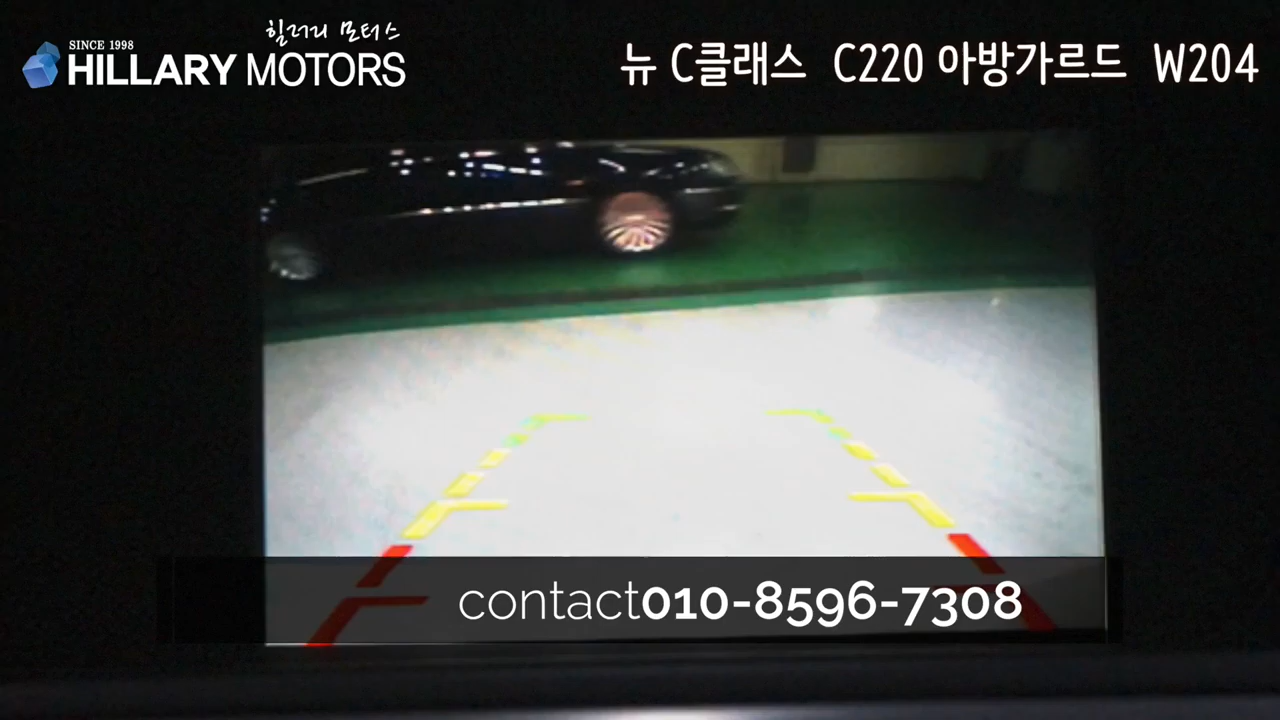 힐러리 모터스
SINCE 1998
HILLARY MOTORS
뉴 C클래스 C220 아방가르드 W204
contact010-8596-7308